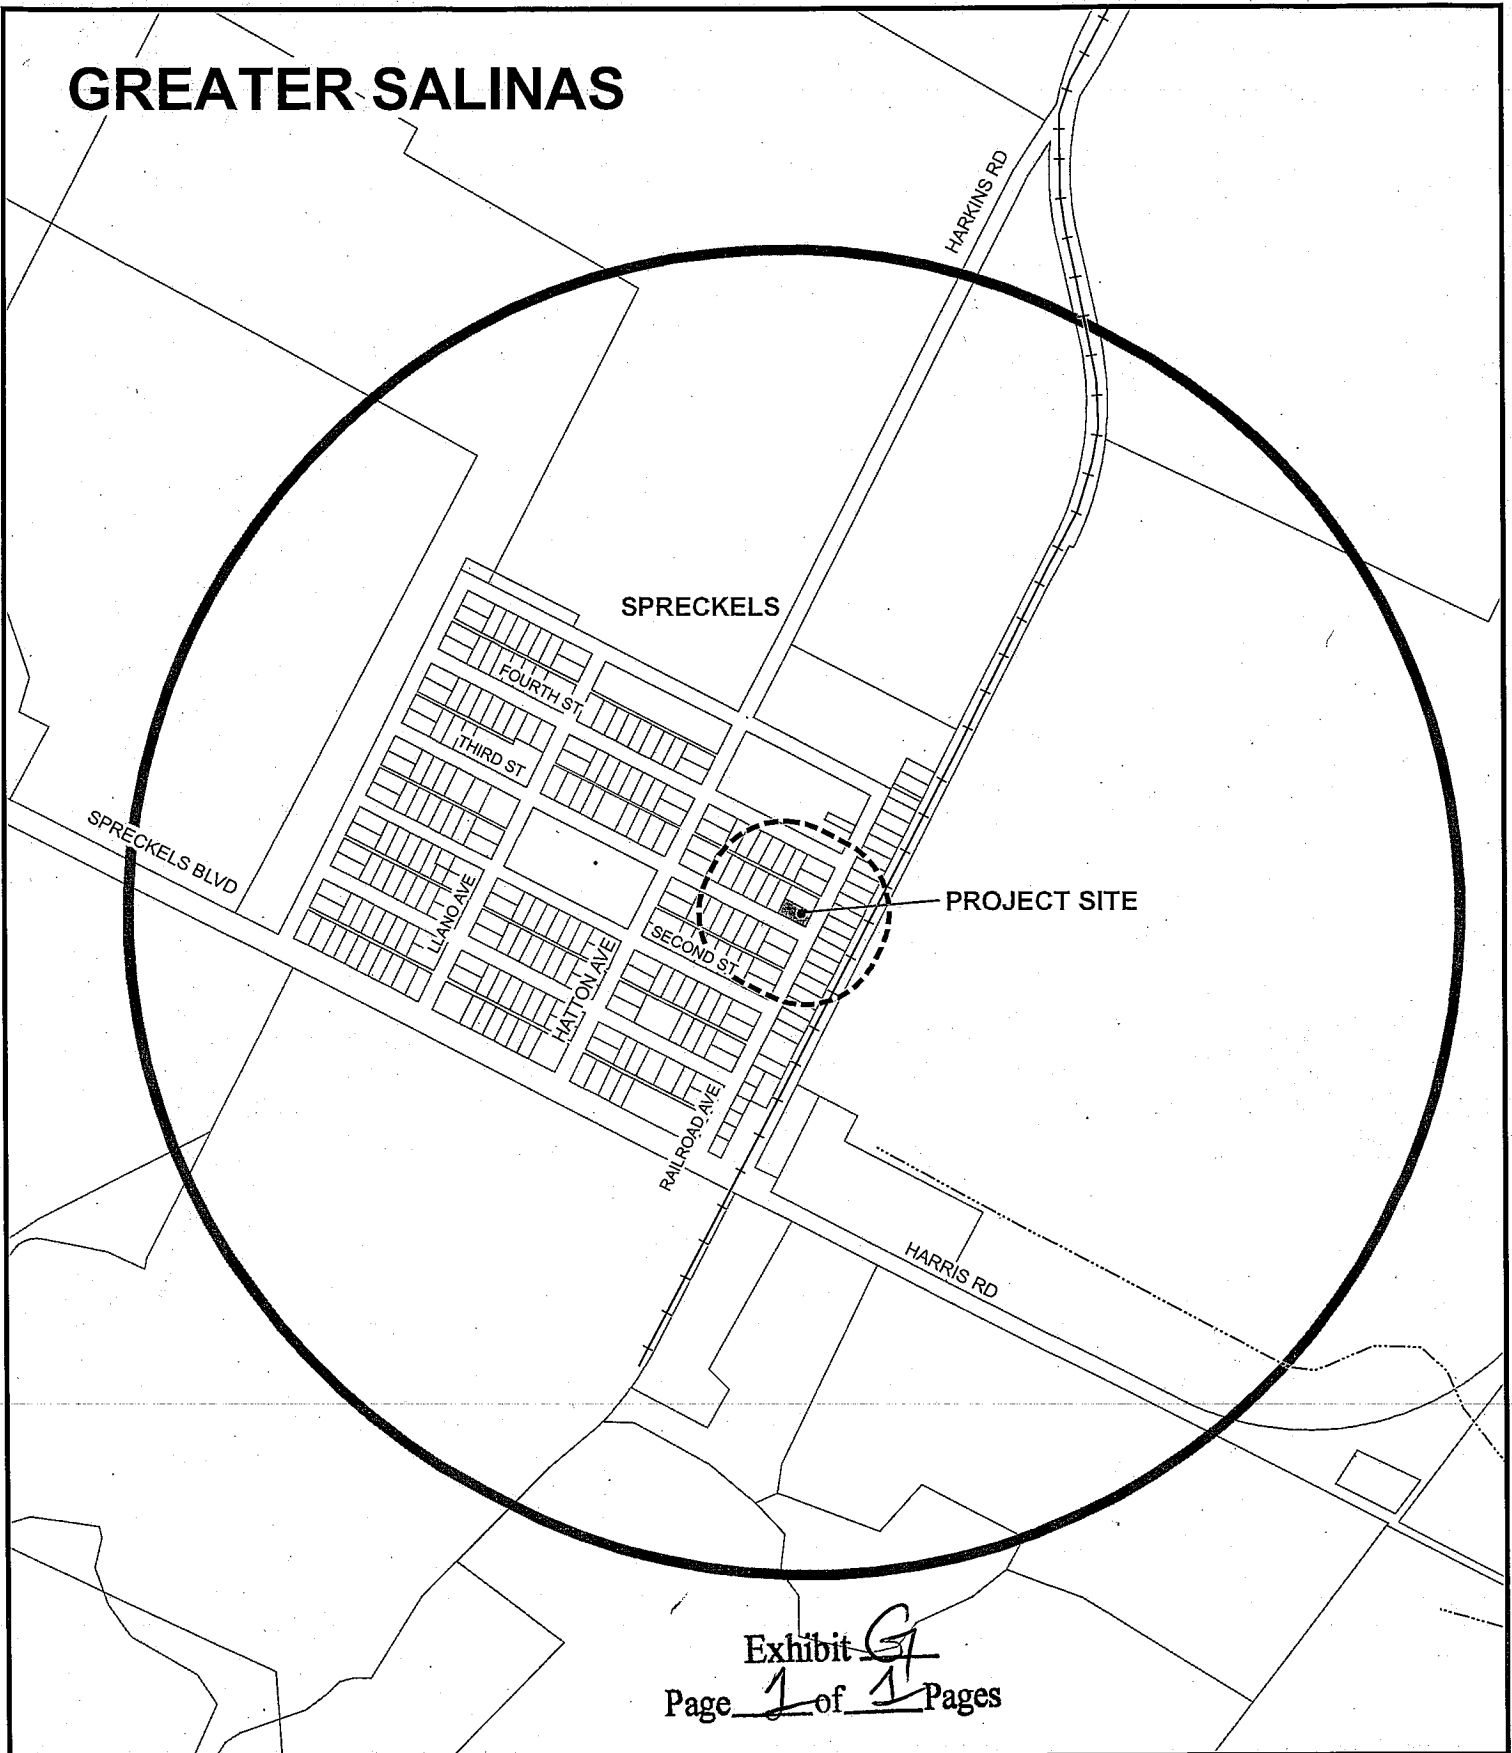 GREATER SALINAS
HARKINS RD
SPRECKELS
FOURTH ST
THIRD ST
SPRECKELS BLVD
LLANO AVE
HATTON AVE
SECOND ST
PROJECT SITE
RAILROAD AVE
HARRIS RD
Exhibit G
Page 1 of 1 Pages